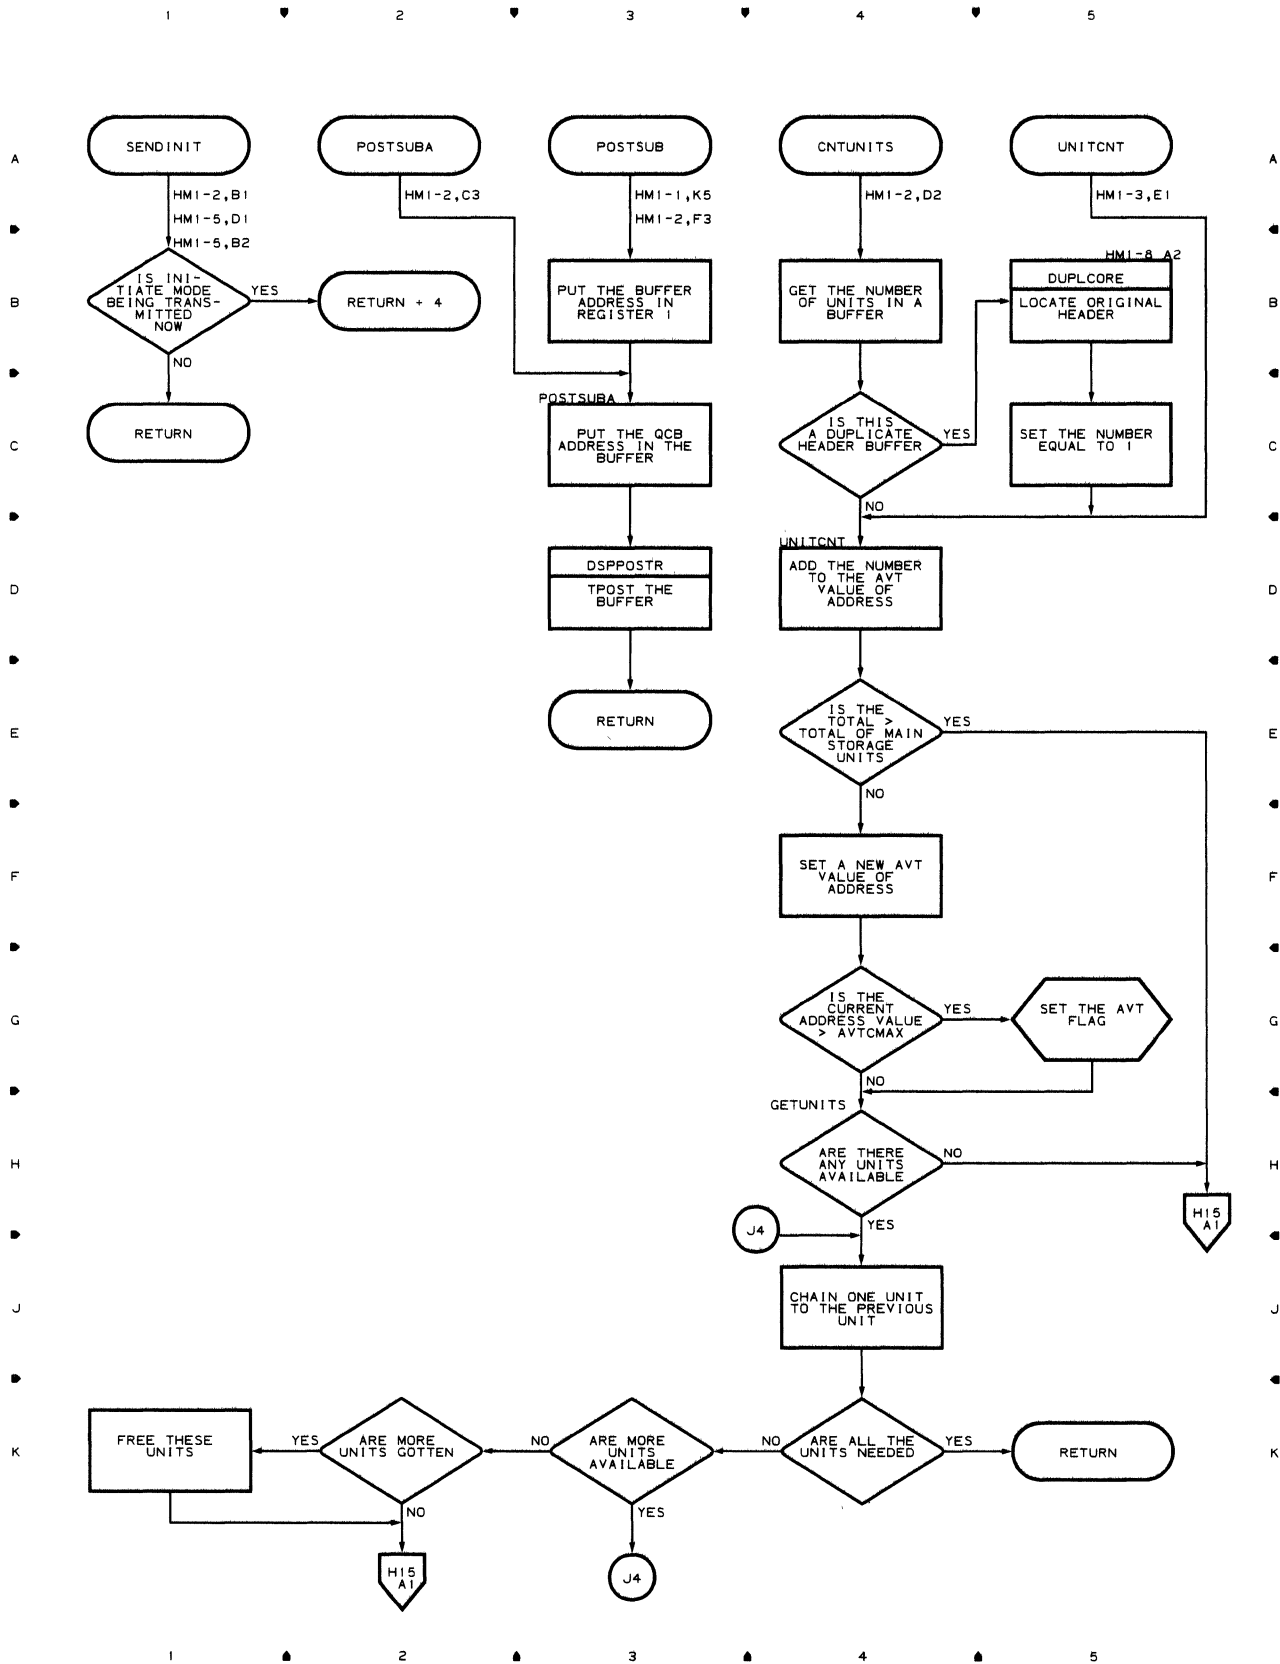 1 2 3 4 5
A SENDINIT POSTSUBA POSTSUB CNTUNITS UNITCNT A
HM1-2,B1
HM1-5,D1
HM1-5,B2
HM1-2,C3
HM1-1,K5
HM1-2,F3
HM1-2,D2
HM1-3,E1
B
IS INI-
TIATE MODE
BEING TRANS-
MITTED
NOW
YES
NO
RETURN + 4
PUT THE BUFFER
ADDRESS IN
REGISTER 1
GET THE NUMBER
OF UNITS IN A
BUFFER
HM1-8 A2
DUPLCORE
LOCATE ORIGINAL
HEADER
B
C
RETURN
POSTSUBA
PUT THE QCB
ADDRESS IN THE
BUFFER
IS THIS
A DUPLICATE
HEADER BUFFER
YES
NO
SET THE NUMBER
EQUAL TO 1
C
D
DSPPOSTR
TPOST THE
BUFFER
UNITCNT
ADD THE NUMBER
TO THE AVT
VALUE OF
ADDRESS
D
E
RETURN
IS THE
TOTAL >
TOTAL OF MAIN
STORAGE
UNITS
YES
NO
E
F
SET A NEW AVT
VALUE OF
ADDRESS
F
G
IS THE
CURRENT
ADDRESS VALUE
> AVTCMAX
YES
NO
SET THE AVT
FLAG
G
GETUNITS
H
ARE THERE
ANY UNITS
AVAILABLE
NO
YES
H
H15
A1
J4
J
CHAIN ONE UNIT
TO THE PREVIOUS
UNIT
J
K
FREE THESE
UNITS
YES
ARE MORE
UNITS GOTTEN
NO
NO
ARE MORE
UNITS
AVAILABLE
YES
NO
ARE ALL THE
UNITS NEEDED
YES
RETURN
K
H15
A1
J4
1 2 3 4 5